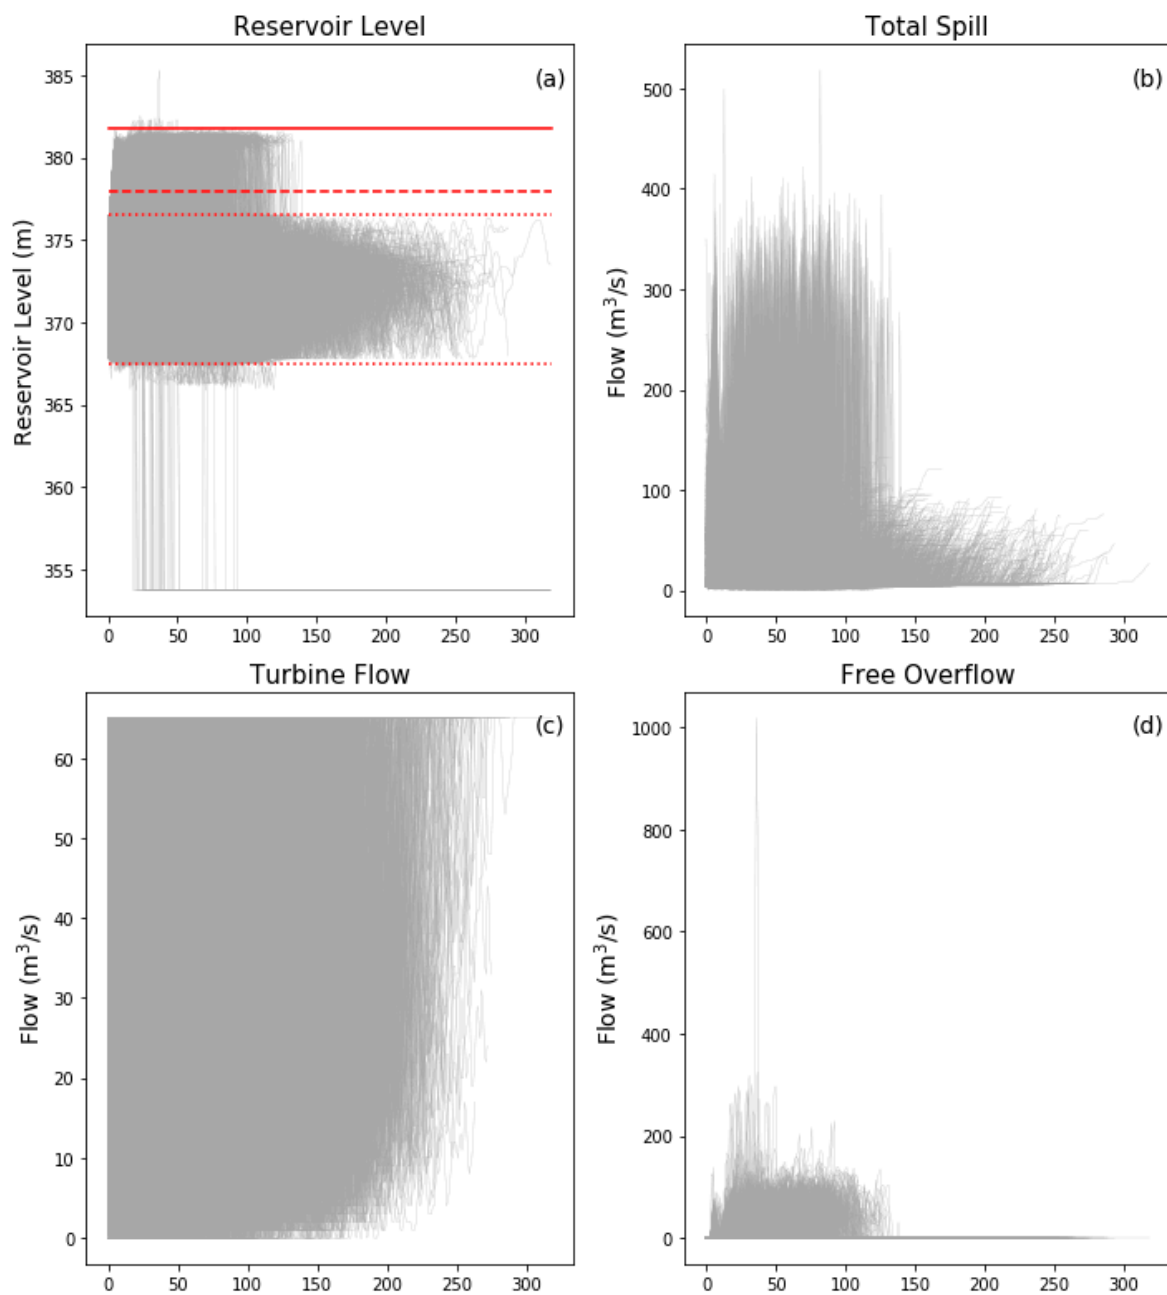 Reservoir Level
Total Spill
(a)
(b)
Reservoir Level (m)
385
380
375
370
365
360
355
0 50 100 150 200 250 300
Flow (m³/s)
500
400
300
200
100
0
0 50 100 150 200 250 300
Turbine Flow
Free Overflow
(c)
(d)
Flow (m³/s)
60
50
40
30
20
10
0
0 50 100 150 200 250 300
Flow (m³/s)
1000
800
600
400
200
0
0 50 100 150 200 250 300